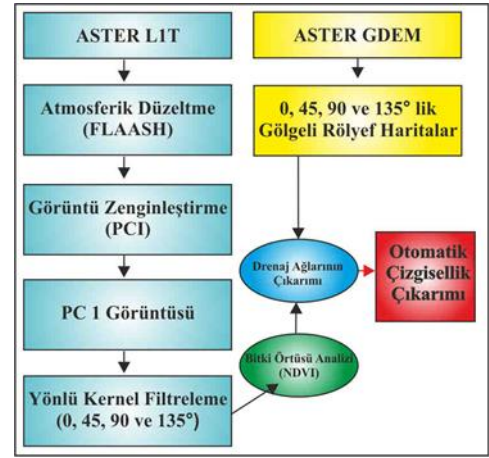 ASTER L1T
Atmosferik Düzeltme
(FLAASH)
Görüntü Zenginleştirme
(PCI)
PC 1 Görüntüsü
Yönlü Kernel Filtreleme
(0, 45, 90 ve 135°)
ASTER GDEM
0, 45, 90 ve 135° lik
Gölgeli Rölyef Haritalar
Drenaj Ağlarının
Çıkarımı
Bitki Örtüsü Analizi
(NDVI)
Otomatik
Çizgisellik
Çıkarımı